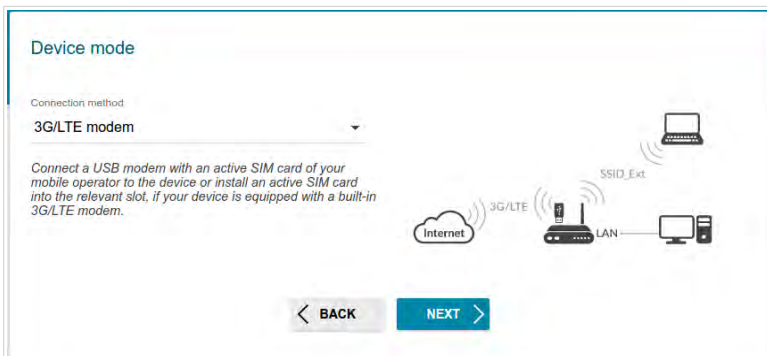 Device mode
Connection method
3G/LTE modem
Connect a USB modem with an active SIM card of your
mobile operator to the device or install an active SIM card
into the relevant slot, if your device is equipped with a built-in
3G/LTE modem.
SSID_Ext
3G/LTE
Internet
LAN
BACK
NEXT